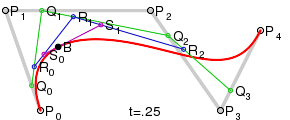 P₁
Q₁
R₁
S₁
P₂
Q₂
R₂
P₄
B
S₀
R₀
Q₀
Q₃
P₀
t=.25
P₃